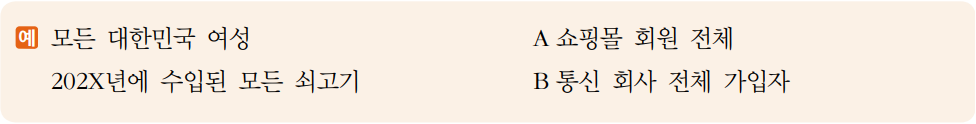 예 모든 대한민국 여성
A 쇼핑몰 회원 전체
202X년에 수입된 모든 쇠고기
B 통신 회사 전체 가입자